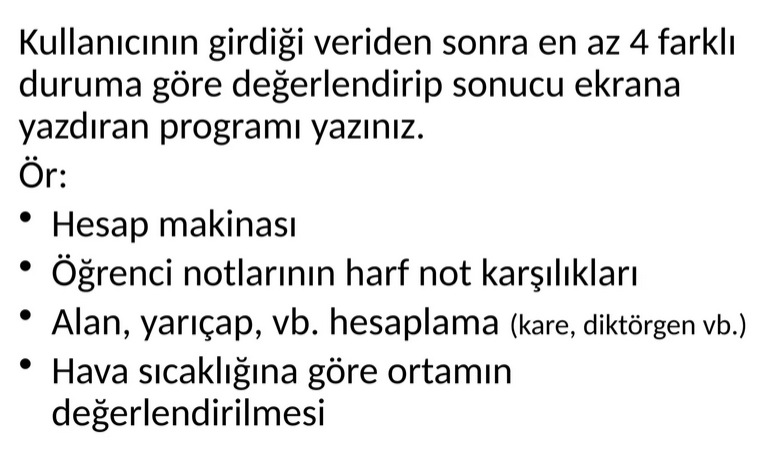 Kullanıcının girdiği veriden sonra en az 4 farklı
duruma göre değerlendirip sonucu ekrana
yazdıran programı yazınız.
Ör:
• Hesap makinası
• Öğrenci notlarının harf not karşılıkları
• Alan, yarıçap, vb. hesaplama (kare, diktörgen vb.)
• Hava sıcaklığına göre ortamın
değerlendirilmesi